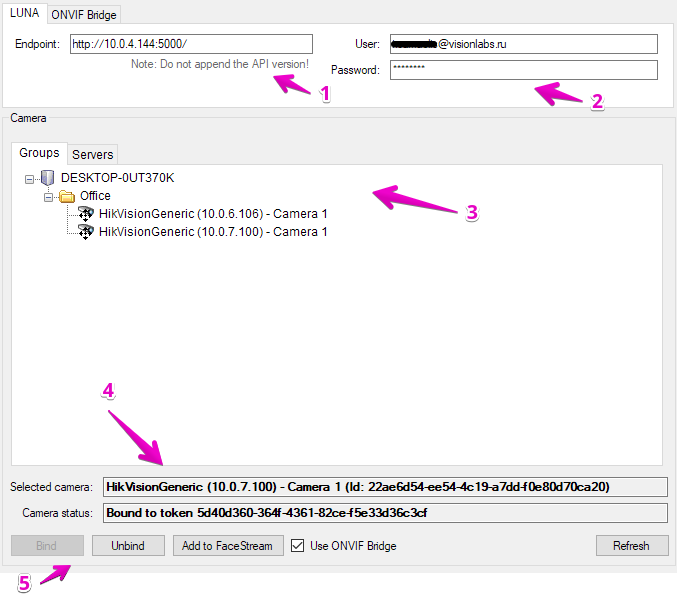 LUNA ONVIF Bridge
Endpoint: http://10.0.4.144:5000/ User: @visionlabs.ru
Note: Do not append the API version! Password: ********
1
2
Camera
Groups Servers
DESKTOP-0UT370K
Office
HikVisionGeneric (10.0.6.106) - Camera 1
HikVisionGeneric (10.0.7.100) - Camera 1
3
4
Selected camera: HikVisionGeneric (10.0.7.100) - Camera 1 (Id: 22ae6d54-ee54-4c19-a7dd-f0e80d70ca20)
Camera status: Bound to token 5d40d360-364f-4361-82ce-f5e33d36c3cf
Bind Unbind Add to FaceStream Use ONVIF Bridge Refresh
5